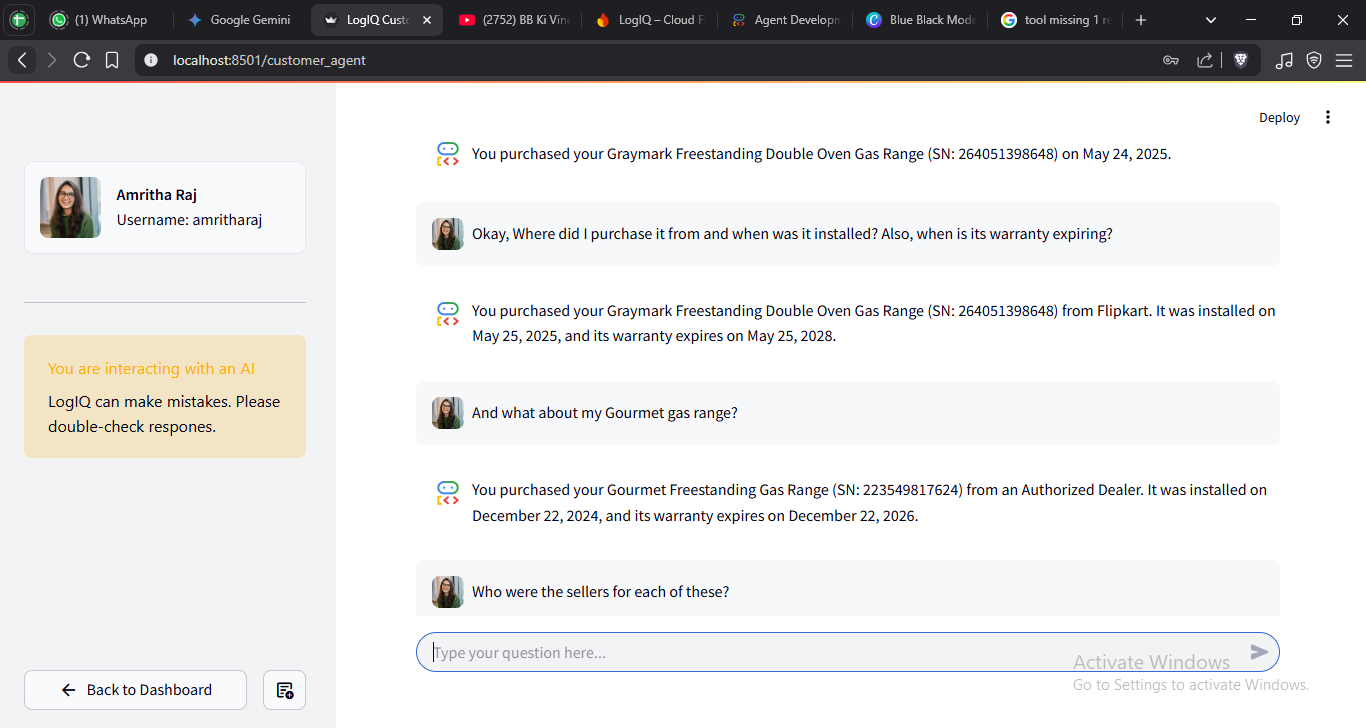 (1) WhatsApp
Google Gemini
LogIQ Custo
(2752) BB Ki Vin
LogIQ – Cloud Fi
Agent Developm
Blue Black Mode
tool missing 1 re
localhost:8501/customer_agent
Deploy
Amritha Raj
Username: amritharaj
You are interacting with an AI
LogIQ can make mistakes. Please
double-check respones.
Back to Dashboard
You purchased your Graymark Freestanding Double Oven Gas Range (SN: 264051398648) on May 24, 2025.
Okay, Where did I purchase it from and when was it installed? Also, when is its warranty expiring?
You purchased your Graymark Freestanding Double Oven Gas Range (SN: 264051398648) from Flipkart. It was installed on
May 25, 2025, and its warranty expires on May 25, 2028.
And what about my Gourmet gas range?
You purchased your Gourmet Freestanding Gas Range (SN: 223549817624) from an Authorized Dealer. It was installed on
December 22, 2024, and its warranty expires on December 22, 2026.
Who were the sellers for each of these?
Type your question here...
Activate Windows
Go to Settings to activate Windows.